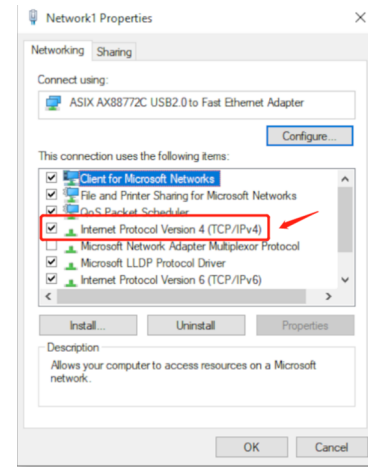 Network1 Properties
Networking Sharing
Connect using:
ASIX AX88772C USB2.0 to Fast Ethernet Adapter
Configure...
This connection uses the following items:
Client for Microsoft Networks
File and Printer Sharing for Microsoft Networks
QoS Packet Scheduler
Internet Protocol Version 4 (TCP/IPv4)
Microsoft Network Adapter Multiplexor Protocol
Microsoft LLDP Protocol Driver
Internet Protocol Version 6 (TCP/IPv6)
Install... Uninstall Properties
Description
Allows your computer to access resources on a Microsoft
network.
OK Cancel